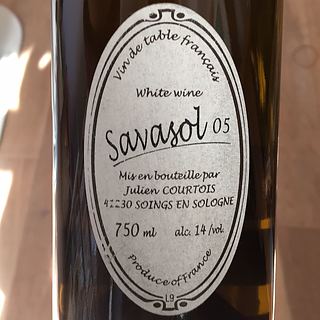 Vin de table français
White wine
Savasol 05
Mis en bouteille par
Julien COURTOIS
41230 SOINGS EN SOLOGNE
750 ml alc. 14 /vol.
Produce of France
L9